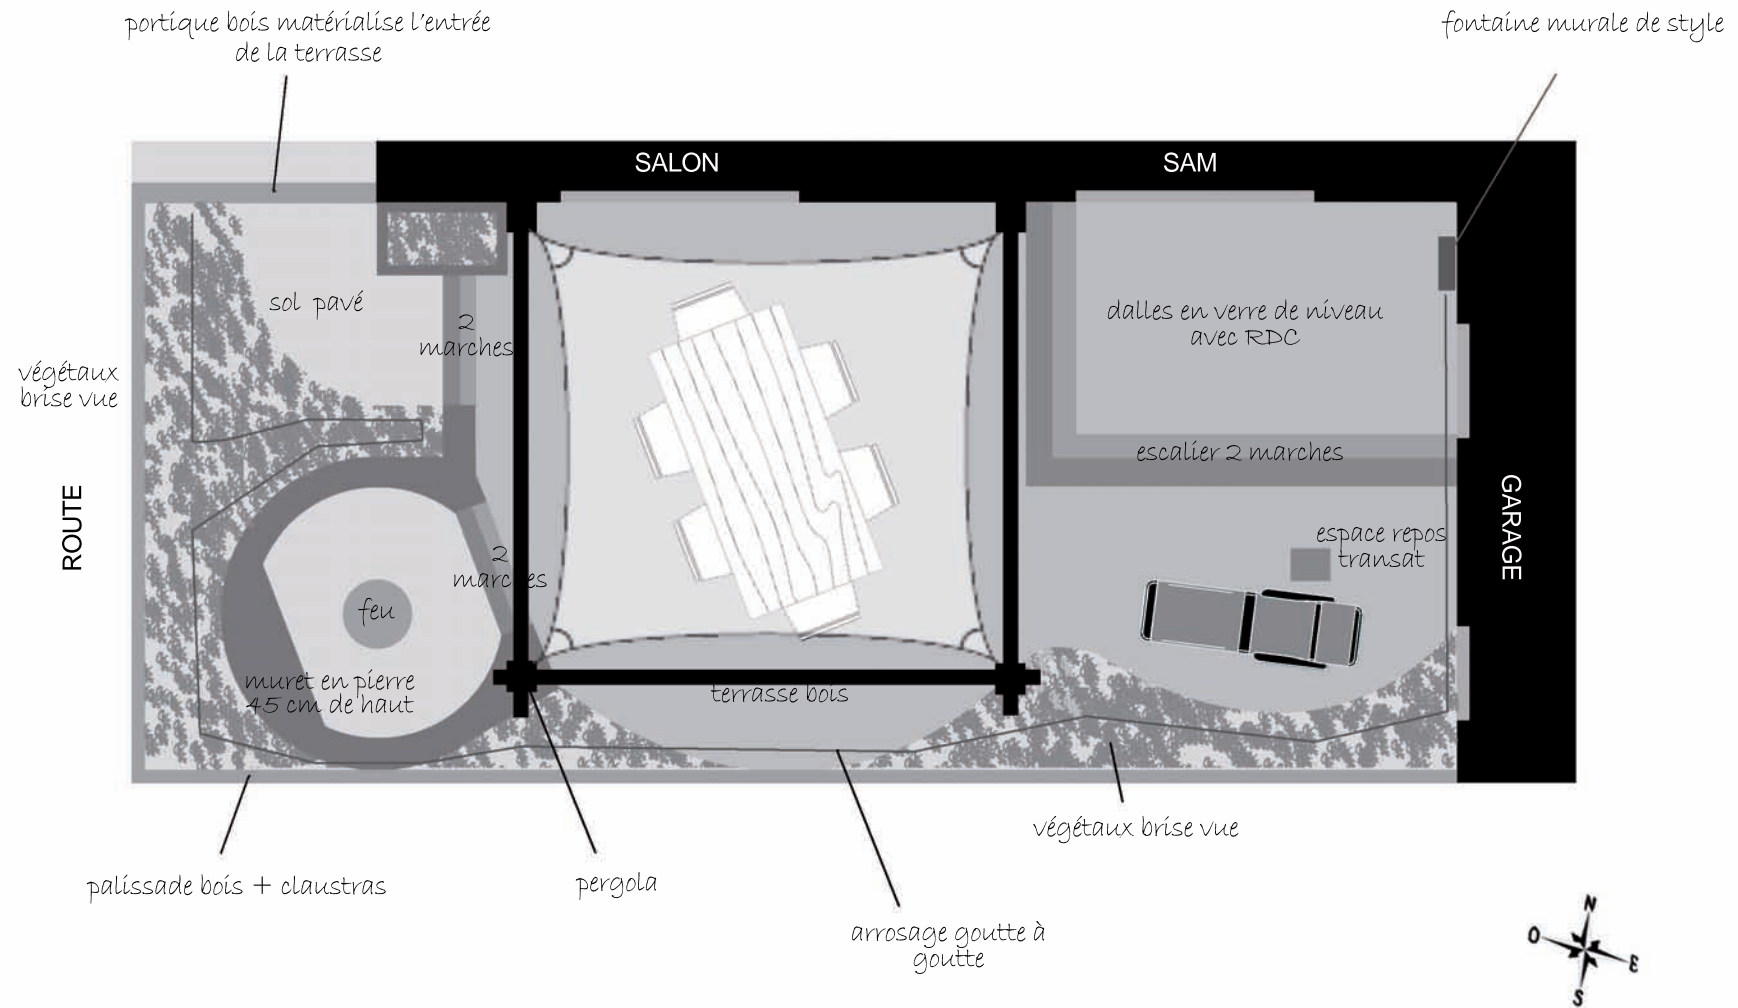 portique bois matérialise l'entrée
de la terrasse
fontaine murale de style
SALON
SAM
sol pavé
2
marches
dalles en verre de niveau
avec RDC
végétaux
brise vue
escalier 2 marches
ROUTE
GARAGE
espace repos
transat
2
marches
feu
muret en pierre
45 cm de haut
terrasse bois
végétaux brise vue
palissade bois + claustras
pergola
arrosage goutte à
goutte
N
O
E
S